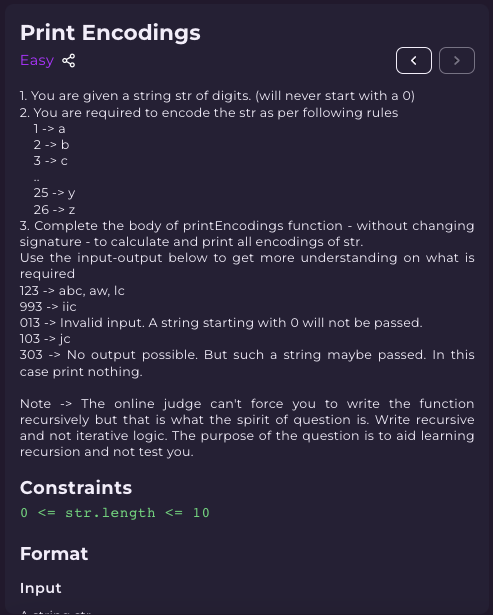 Print Encodings
Easy
1. You are given a string str of digits. (will never start with a 0)
2. You are required to encode the str as per following rules
1 -> a
2 -> b
3 -> c
..
25 -> y
26 -> z
3. Complete the body of printEncodings function - without changing
signature - to calculate and print all encodings of str.
Use the input-output below to get more understanding on what is
required
123 -> abc, aw, lc
993 -> iic
013 -> Invalid input. A string starting with 0 will not be passed.
103 -> jc
303 -> No output possible. But such a string maybe passed. In this
case print nothing.
Note -> The online judge can't force you to write the function
recursively but that is what the spirit of question is. Write recursive
and not iterative logic. The purpose of the question is to aid learning
recursion and not test you.
Constraints
0 <= str.length <= 10
Format
Input
A string str